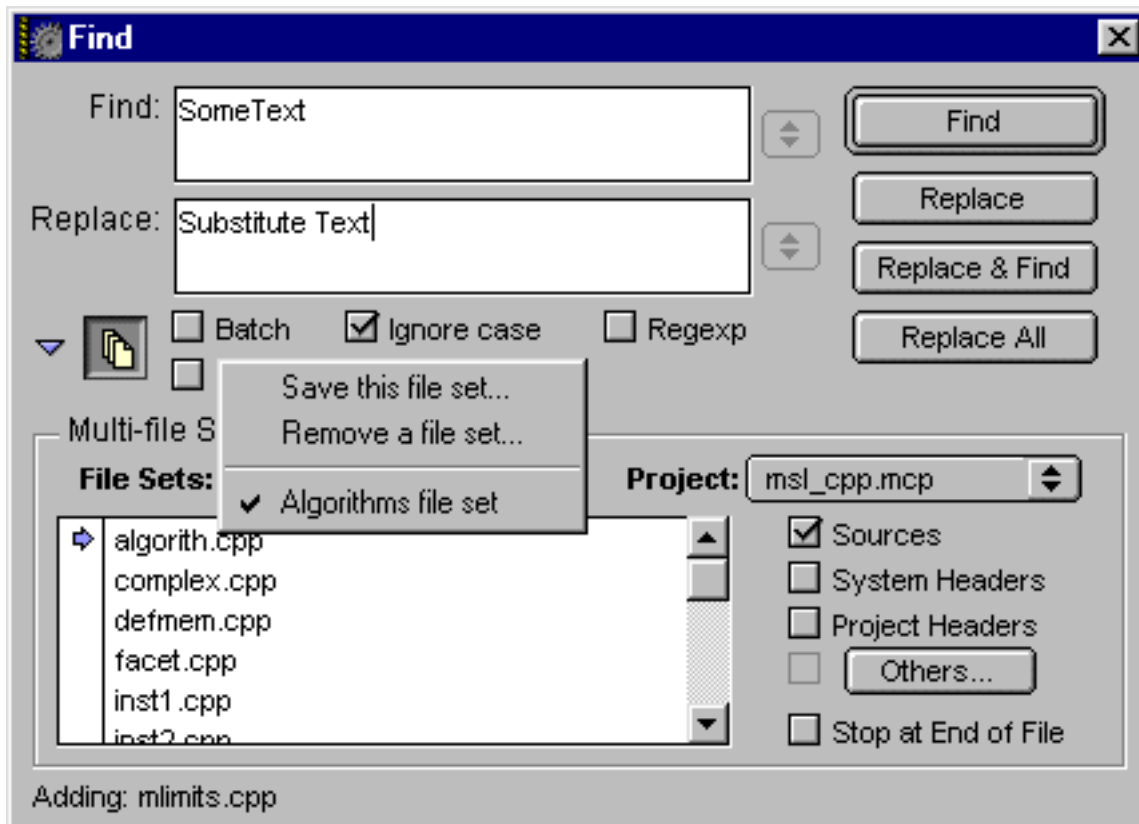 Find
Find: SomeText
Find
Replace
Replace: Substitute Text
Replace & Find
Batch Ignore case Regexp
Replace All
Save this file set...
Remove a file set...
Algorithms file set
Multi-file S
File Sets:
Project: msl_cpp.mcp
algorith.cpp
complex.cpp
defmem.cpp
facet.cpp
inst1.cpp
inst2.cpp
Sources
System Headers
Project Headers
Others...
Stop at End of File
Adding: mlimits.cpp